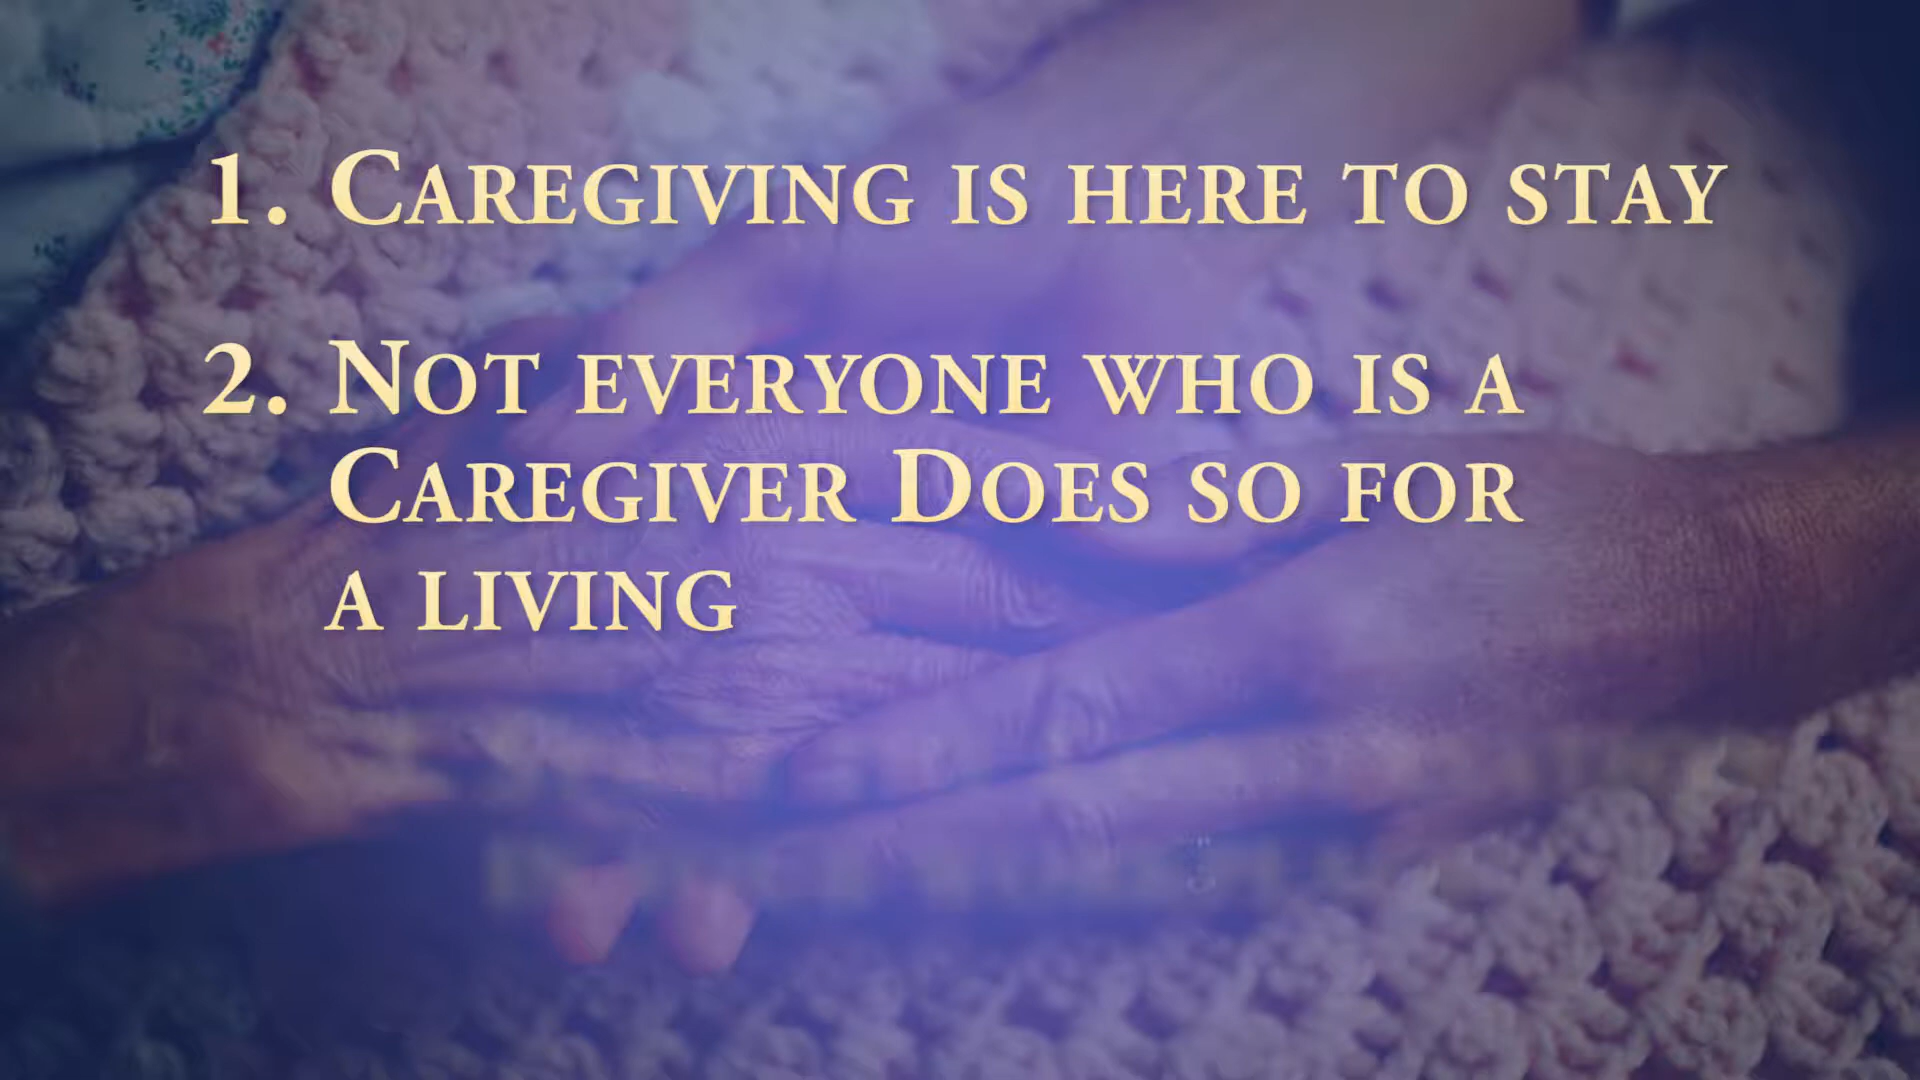 1. Caregiving is here to stay
2. Not everyone who is a
Caregiver Does so for
a living